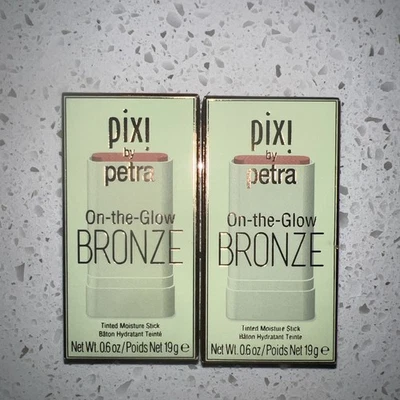 pixi
by
petra
On-the-Glow
BRONZE
Tinted Moisture Stick
Bâton Hydratant Teinté
Net Wt. 0.6 oz/Poids Net 19 g e
pixi
by
petra
On-the-Glow
BRONZE
Tinted Moisture Stick
Bâton Hydratant Teinté
Net Wt. 0.6 oz/Poids Net 19 g e